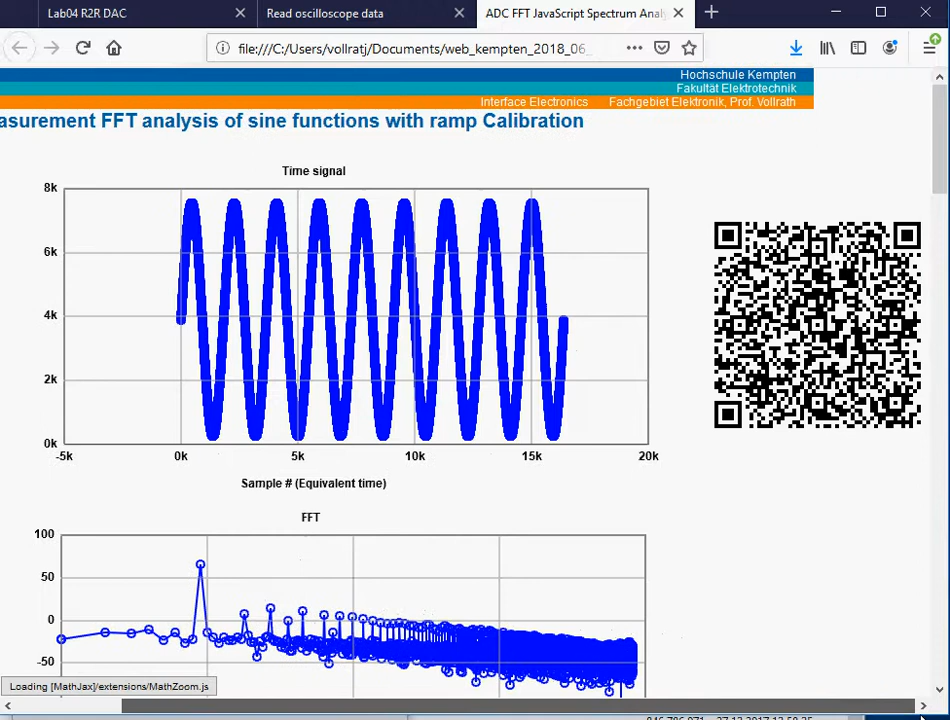 Lab04 R2R DAC
Read oscilloscope data
ADC FFT JavaScript Spectrum Anal
file:///C:/Users/vollratj/Documents/web_kempten_2018_06_
Hochschule Kempten
Fakultät Elektrotechnik
Interface Electronics Fachgebiet Elektronik, Prof. Vollrath
asurement FFT analysis of sine functions with ramp Calibration
Time signal
8k
6k
4k
2k
0k
-5k 0k 5k 10k 15k 20k
Sample # (Equivalent time)
FFT
100
50
0
-50
Loading [MathJax]/extensions/MathZoom.js